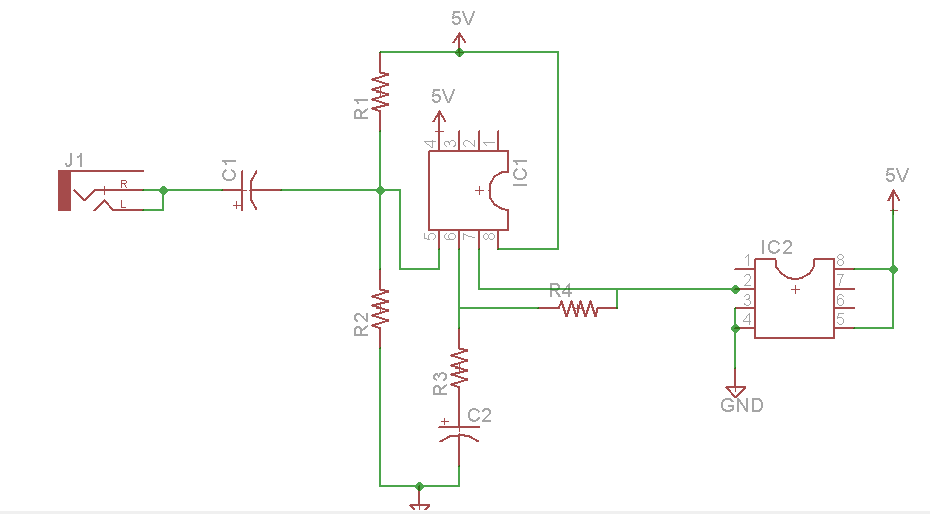 5V
R1
5V
4 3 2 1
IC1
J1
R
L
C1
+
+
5 6 7 8
R2
R4
R3
+
C2
5V
IC2
1 8
2 7
+
3 6
4 5
GND